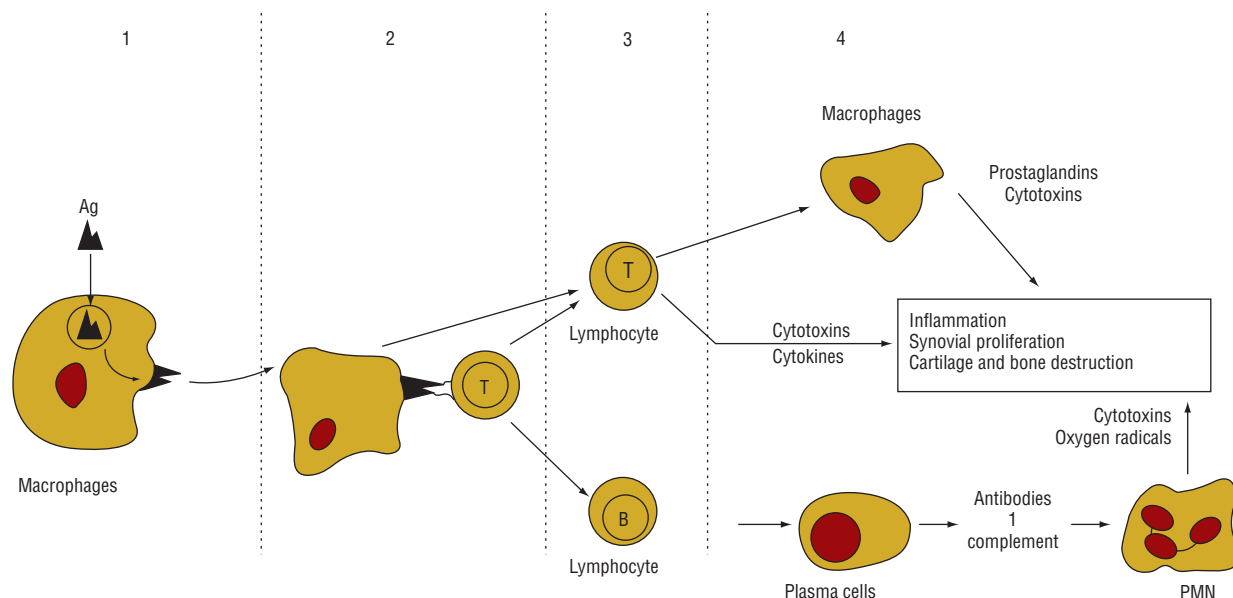 1
2
3
4
Macrophages
Prostaglandins
Cytotoxins
Ag
T
Lymphocyte
Cytotoxins
Cytokines
Inflammation
Synovial proliferation
Cartilage and bone destruction
T
Cytotoxins
Oxygen radicals
Macrophages
B
Lymphocyte
Antibodies
1
complement
Plasma cells
PMN